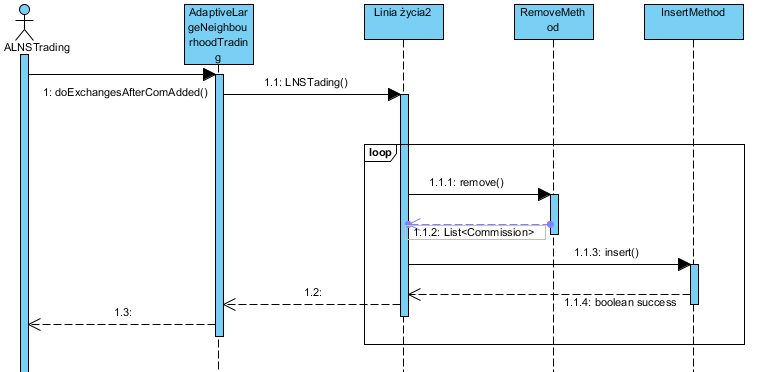 ALNSTrading
AdaptiveLar
geNeighbou
rhoodTradin
g
Linia życia2
RemoveMeth
od
InsertMethod
1: doExchangesAfterComAdded()
1.1: LNSTading()
loop
1.1.1: remove()
1.1.2: List<Commission>
1.1.3: insert()
1.1.4: boolean success
1.2:
1.3: